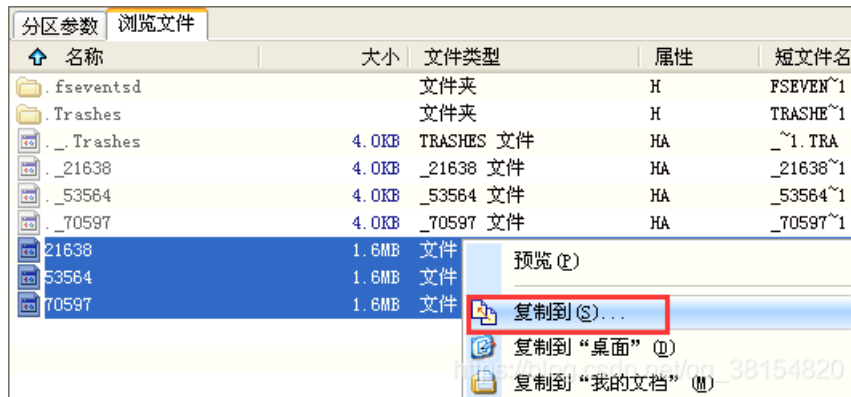 分区参数 浏览文件
名称 大小 文件类型 属性 短文件名
.fseventsd 文件夹 H FSEVEN~1
.Trashes 文件夹 H TRASHE~1
._.Trashes 4.0KB TRASHES 文件 HA _~1.TRA
._21638 4.0KB _21638 文件 HA _21638~1
._53564 4.0KB _53564 文件 HA _53564~1
._70597 4.0KB _70597 文件 HA _70597~1
21638 1.6MB 文件
53564 1.6MB 文件
70597 1.6MB 文件
预览(P)
复制到(S)...
复制到“桌面”(D)
复制到“我的文档”(M)
https://blog.csdn.net/qq_38154820